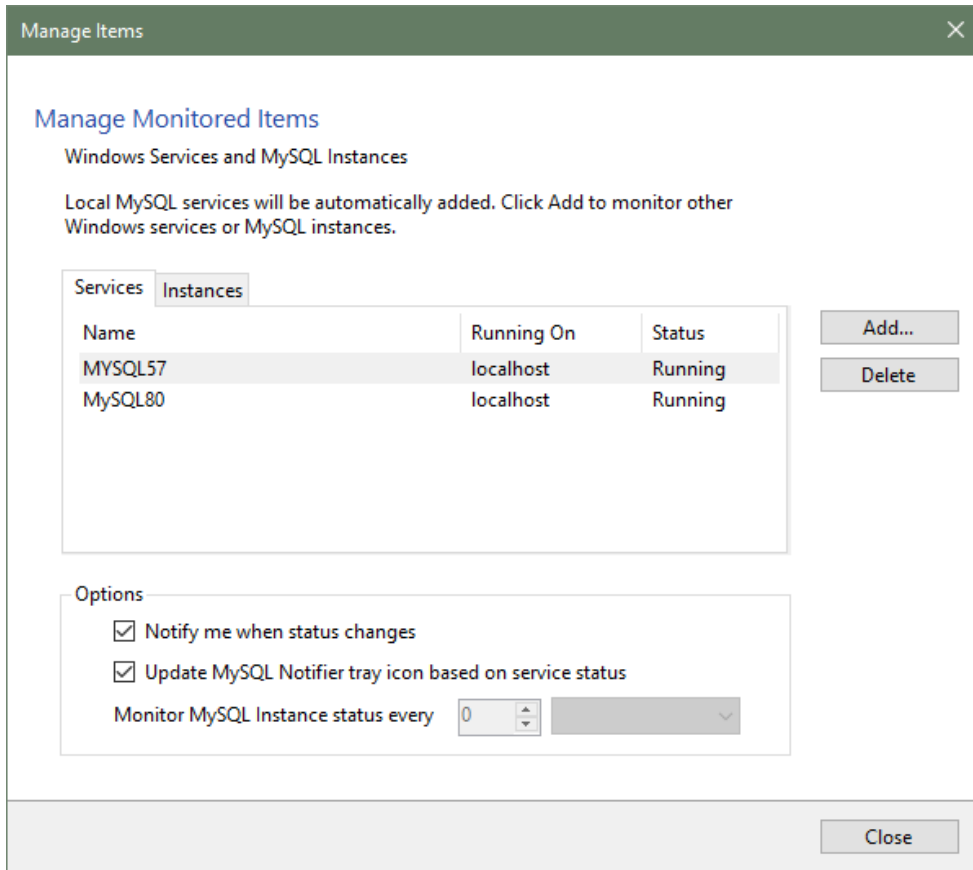 Manage Items
Manage Monitored Items
Windows Services and MySQL Instances
Local MySQL services will be automatically added. Click Add to monitor other
Windows services or MySQL instances.
Services Instances
Name Running On Status
MYSQL57 localhost Running
MySQL80 localhost Running
Add...
Delete
Options
Notify me when status changes
Update MySQL Notifier tray icon based on service status
Monitor MySQL Instance status every 0
Close